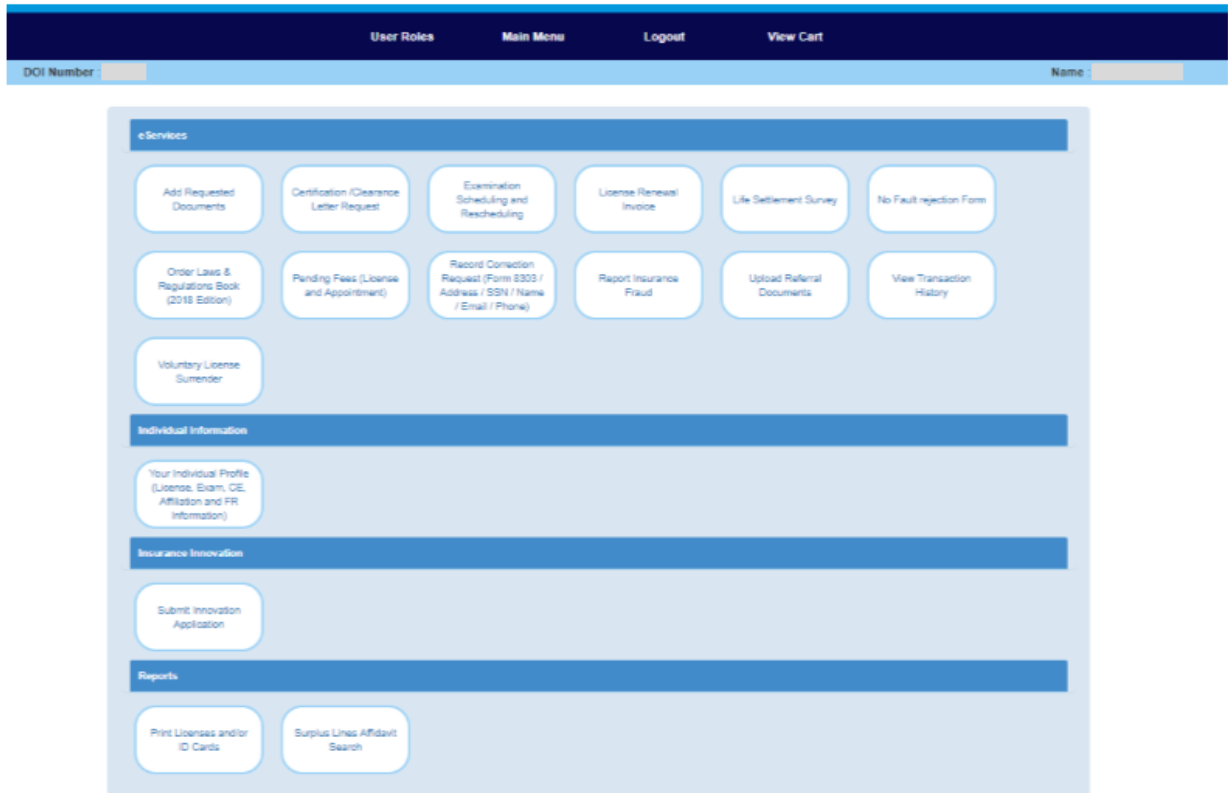 User Roles Main Menu Logout View Cart
DOI Number : Name :
eServices
Add Requested
Documents
Certification /Clearance
Letter Request
Examination
Scheduling and
Rescheduling
License Renewal
Invoice
Life Settlement Survey
No Fault rejection Form
Order Laws &
Regulations Book
(2018 Edition)
Pending Fees (License
and Appointment)
Record Correction
Request (Form 8303 /
Address / SSN / Name
/ Email / Phone)
Report Insurance
Fraud
Upload Referral
Documents
View Transaction
History
Voluntary License
Surrender
Individual Information
Your Individual Profile
(License, Exam, CE,
Affiliation and FR
Information)
Insurance Innovation
Submit Innovation
Application
Reports
Print Licenses and/or
ID Cards
Surplus Lines Affidavit
Search